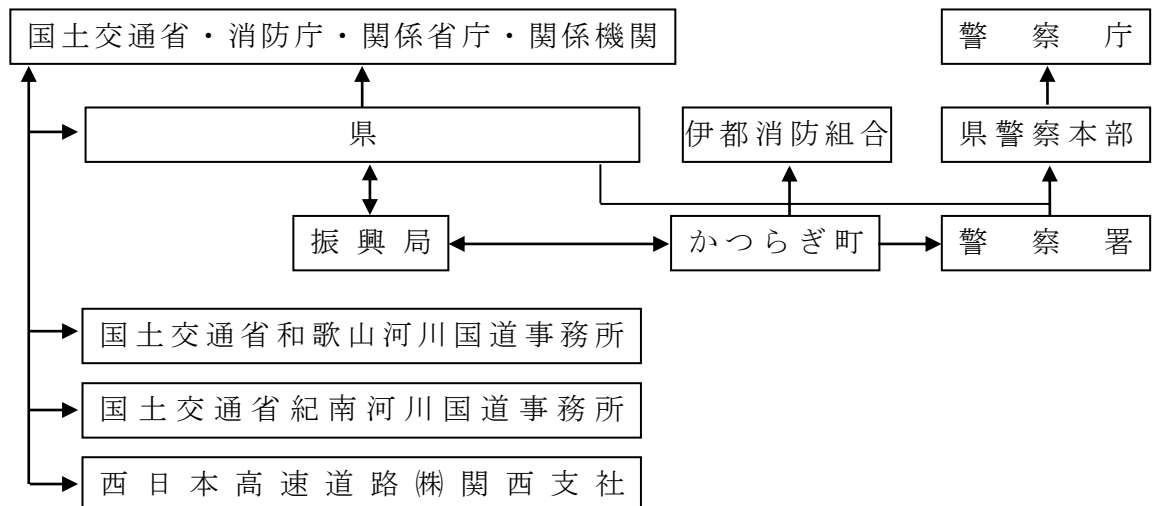 国土交通省・消防庁・関係省庁・関係機関
警察庁
県
伊都消防組合
県警察本部
振興局
かつらぎ町
警察署
国土交通省和歌山河川国道事務所
国土交通省紀南河川国道事務所
西日本高速道路㈱関西支社